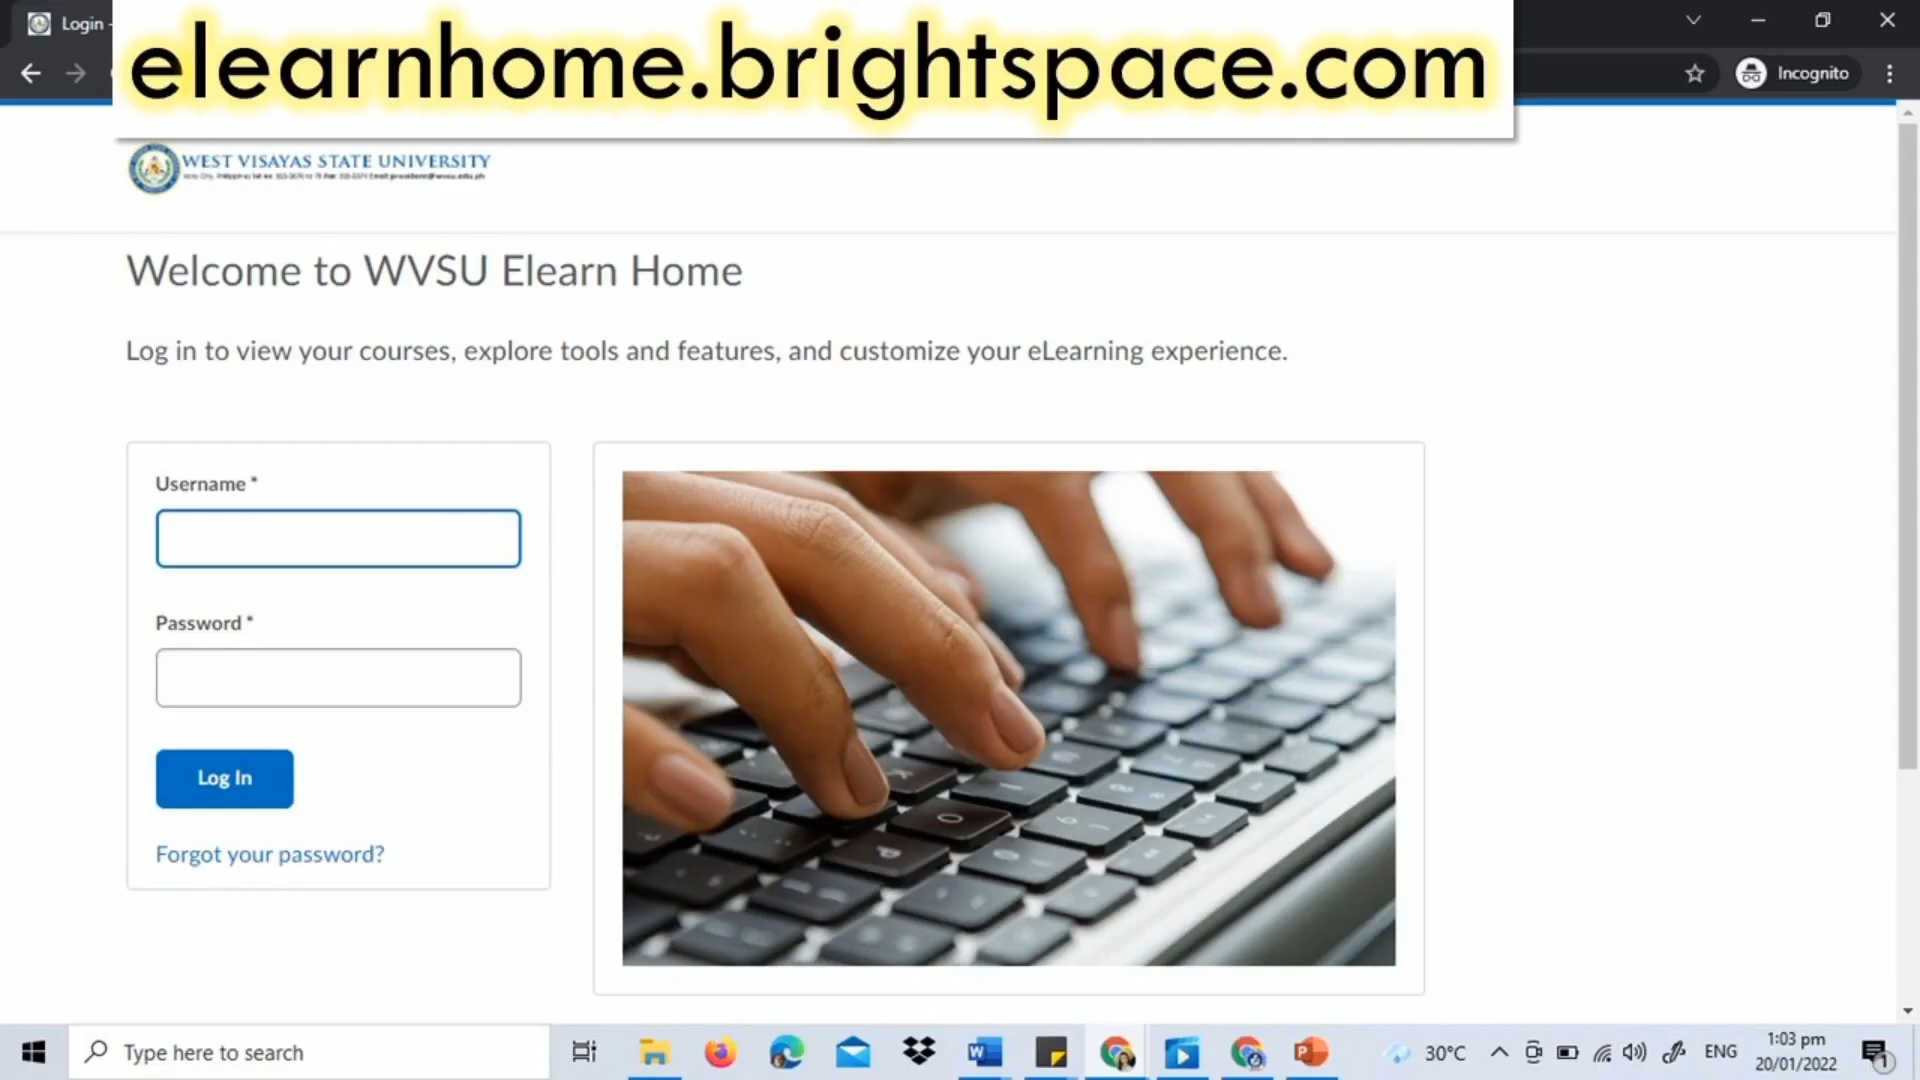 Login
elearnhome.brightspace.com
Incognito
WEST VISAYAS STATE UNIVERSITY
Welcome to WVSU Elearn Home
Log in to view your courses, explore tools and features, and customize your eLearning experience.
Username *
Password *
Log In
Forgot your password?
Type here to search
30°C
ENG
1:03 pm
20/01/2022
1